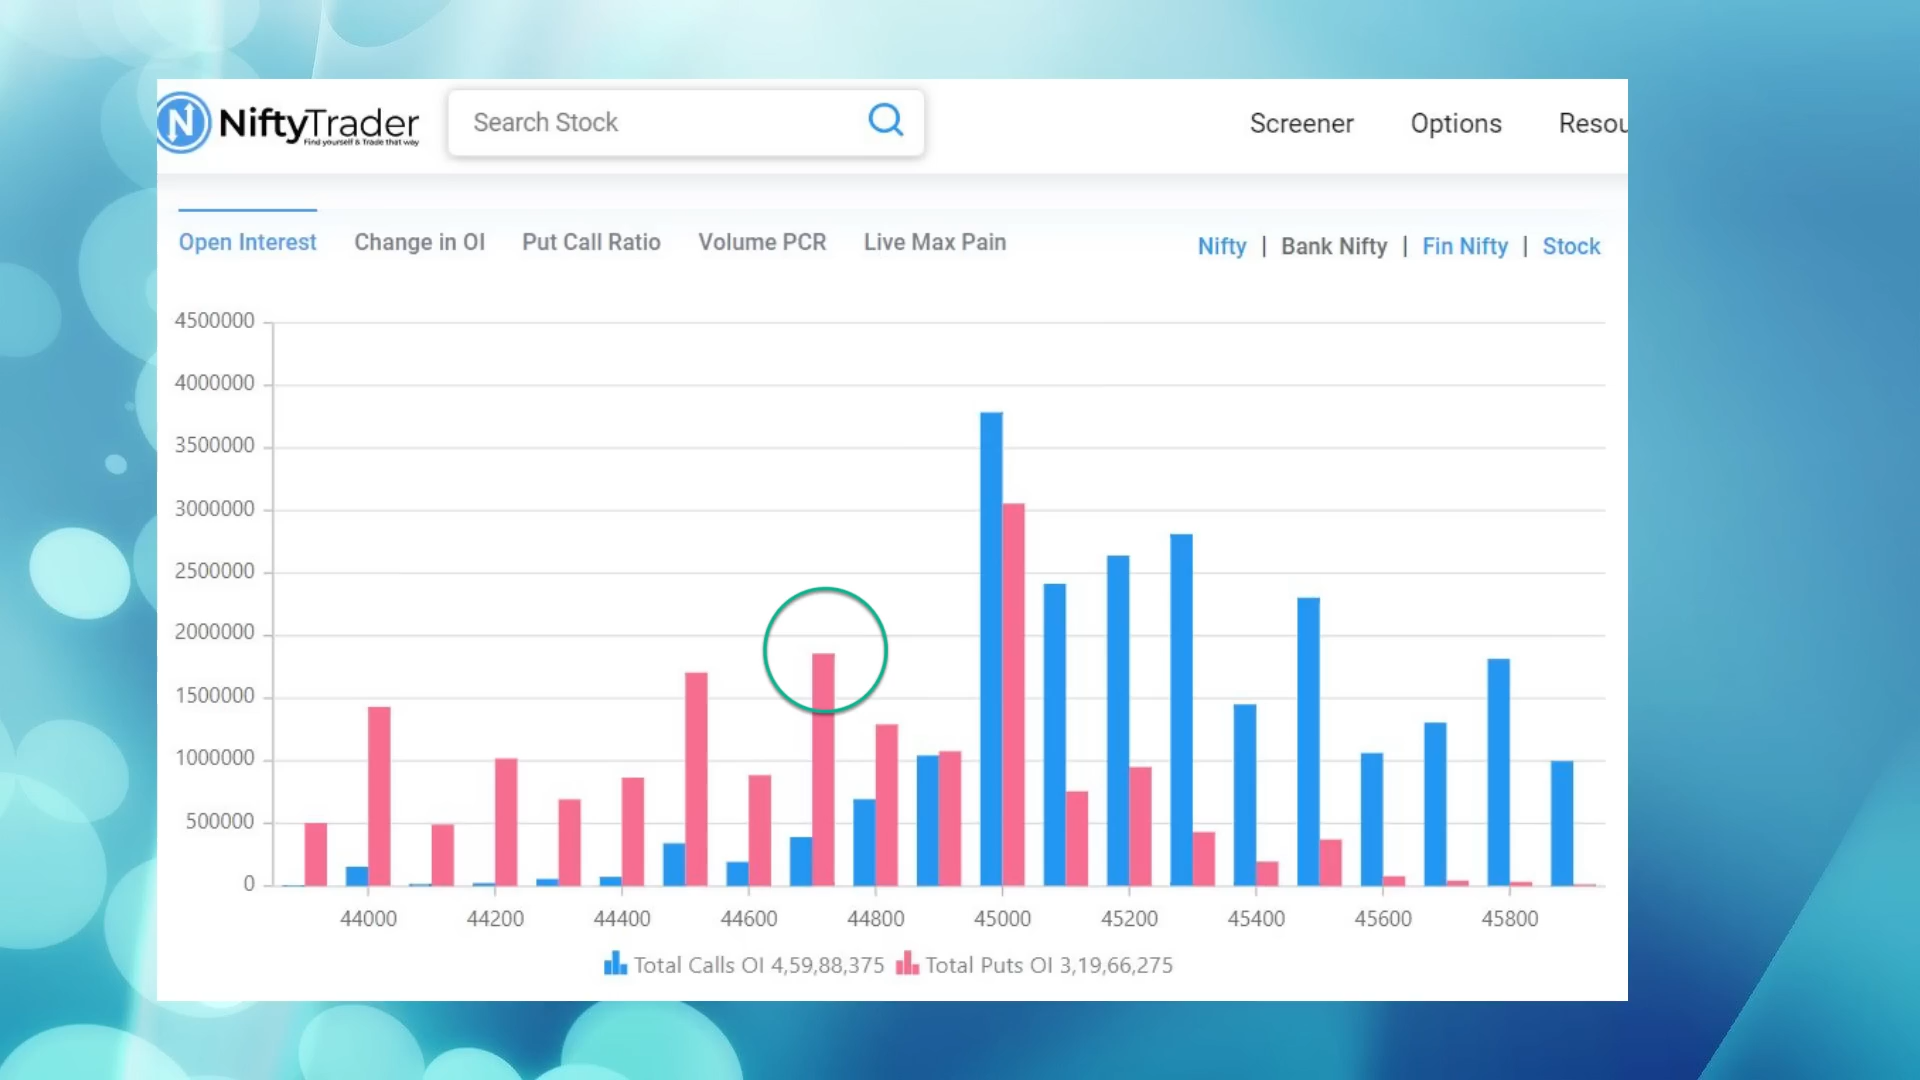 NiftyTrader
Find yourself & Trade that way
Search Stock
Screener Options Resou
Open Interest Change in OI Put Call Ratio Volume PCR Live Max Pain
Nifty | Bank Nifty | Fin Nifty | Stock
4500000
4000000
3500000
3000000
2500000
2000000
1500000
1000000
500000
0
44000 44200 44400 44600 44800 45000 45200 45400 45600 45800
Total Calls OI 4,59,88,375 Total Puts OI 3,19,66,275